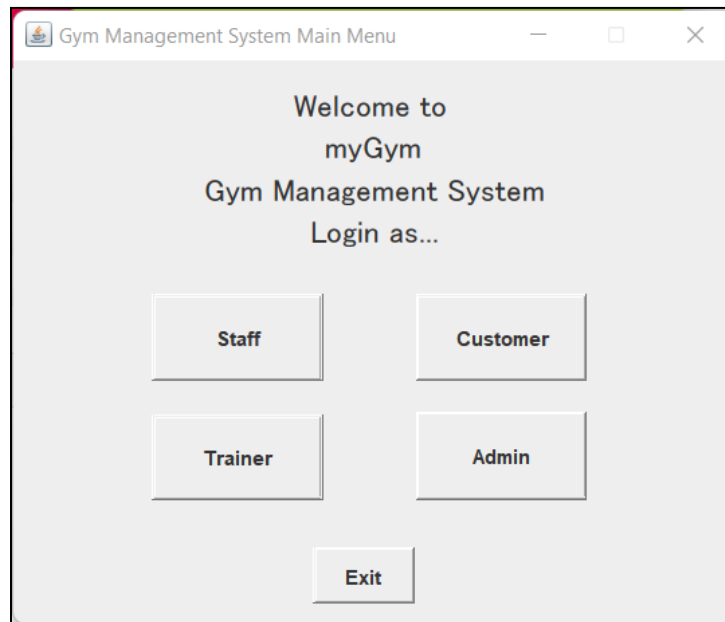 Gym Management System Main Menu
Welcome to
myGym
Gym Management System
Login as...
Staff
Customer
Trainer
Admin
Exit